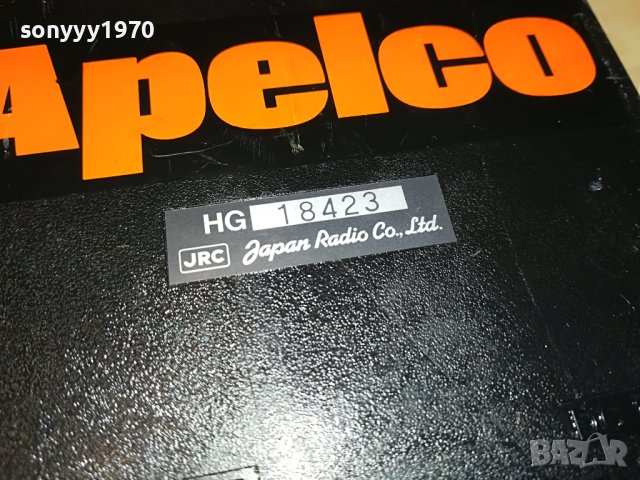 sonyyy1970
Apelco
HG 18423
JRC Japan Radio Co., Ltd.
BAZAR